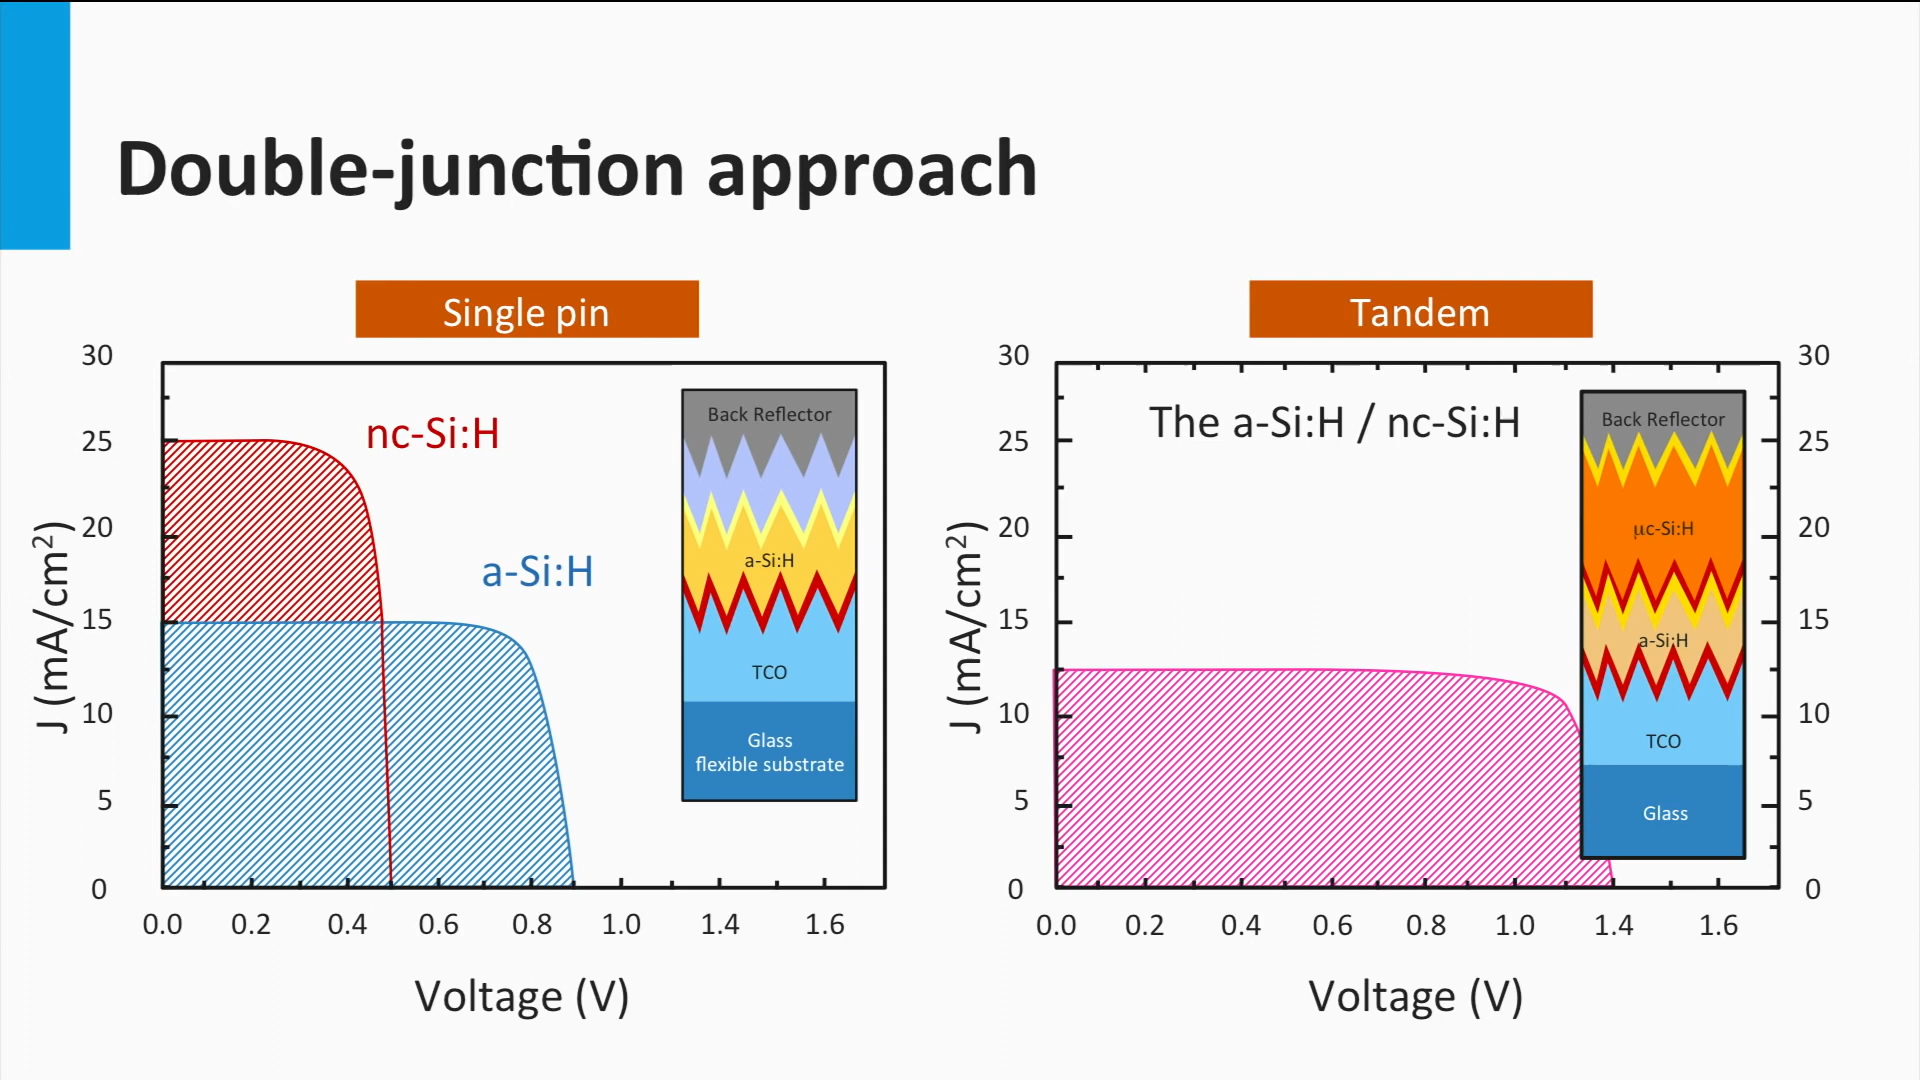 Double-junction approach
Single pin
30
25
20
15
10
5
0
J (mA/cm²)
nc-Si:H
a-Si:H
Back Reflector
a-Si:H
TCO
Glass
flexible substrate
0.0 0.2 0.4 0.6 0.8 1.0 1.4 1.6
Voltage (V)
Tandem
30
25
20
15
10
5
0
J (mA/cm²)
The a-Si:H / nc-Si:H
Back Reflector
µc-Si:H
a-Si:H
TCO
Glass
30
25
20
15
10
5
0
0.0 0.2 0.4 0.6 0.8 1.0 1.4 1.6
Voltage (V)